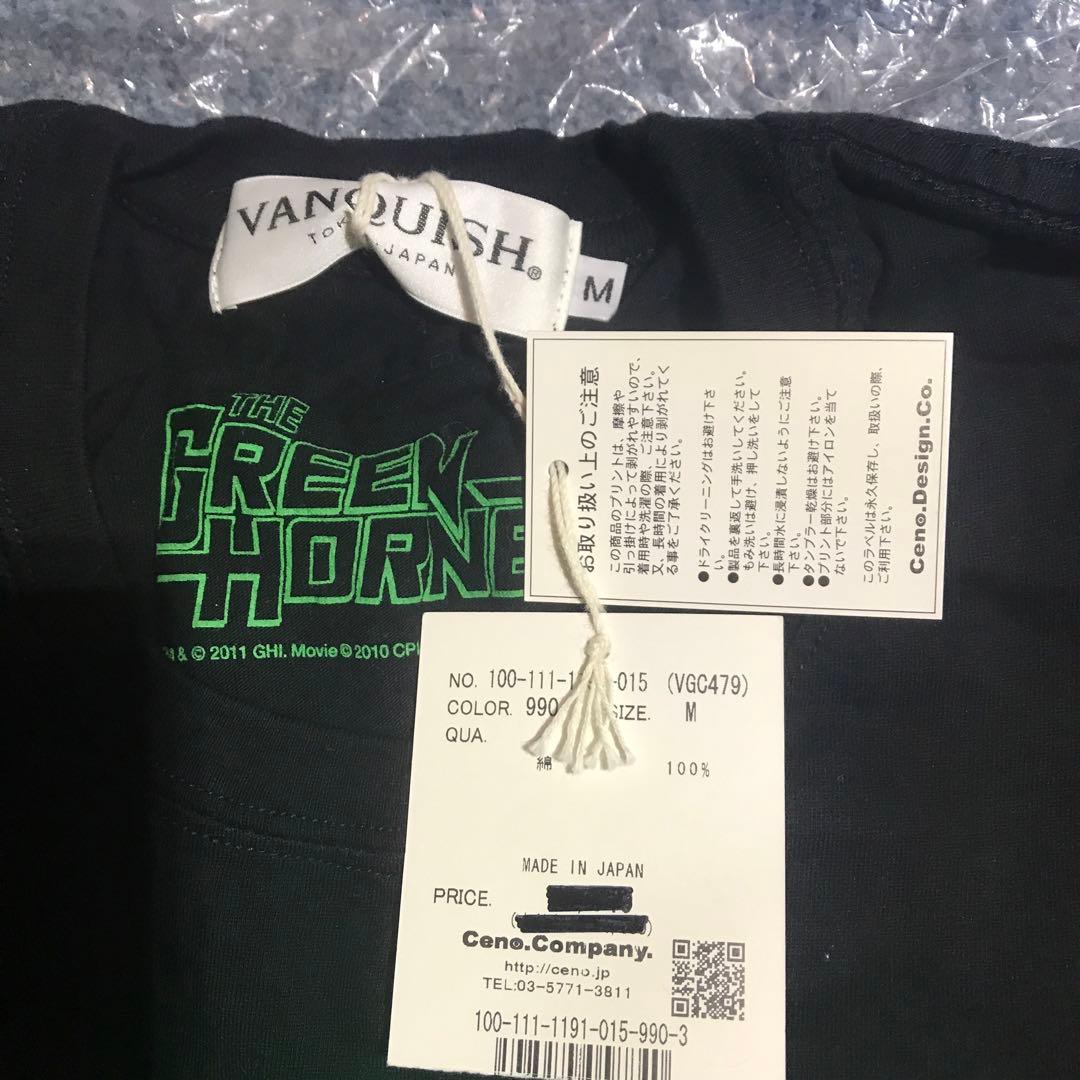 VANQUISH®
TOKYO JAPAN
M
THE
GREEN
HORNE
& © 2011 GHI. Movie © 2010 CPI
お取り扱い上のご注意
この商品のプリントは、摩擦や
引っ掛けによって剥がれやすいので、
着用時や洗濯の際、ご注意下さい。
又、長時間の着用により剥がれてく
る事をご了承ください。
●ドライクリーニングはお避け下さ
い。
●製品を裏返して手洗いしてください。
もみ洗いは避け、押し洗いをして
下さい。
●長時間水に浸漬しないようにご注意
下さい。
●タンブラー乾燥はお避け下さい。
●プリント部分にはアイロンを当て
ないで下さい。
このラベルは永久保存し、取扱いの際、
ご利用下さい。
Ceno.Design.Co.
NO. 100-111-1191-015 (VGC479)
COLOR. 990 SIZE. M
QUA.
綿 100%
MADE IN JAPAN
PRICE.
Ceno.Company.
http://ceno.jp
TEL:03-5771-3811
100-111-1191-015-990-3